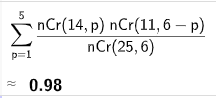 5
∑ nCr(14, p) nCr(11, 6 – p) / nCr(25, 6)
p=1
≈ 0.98